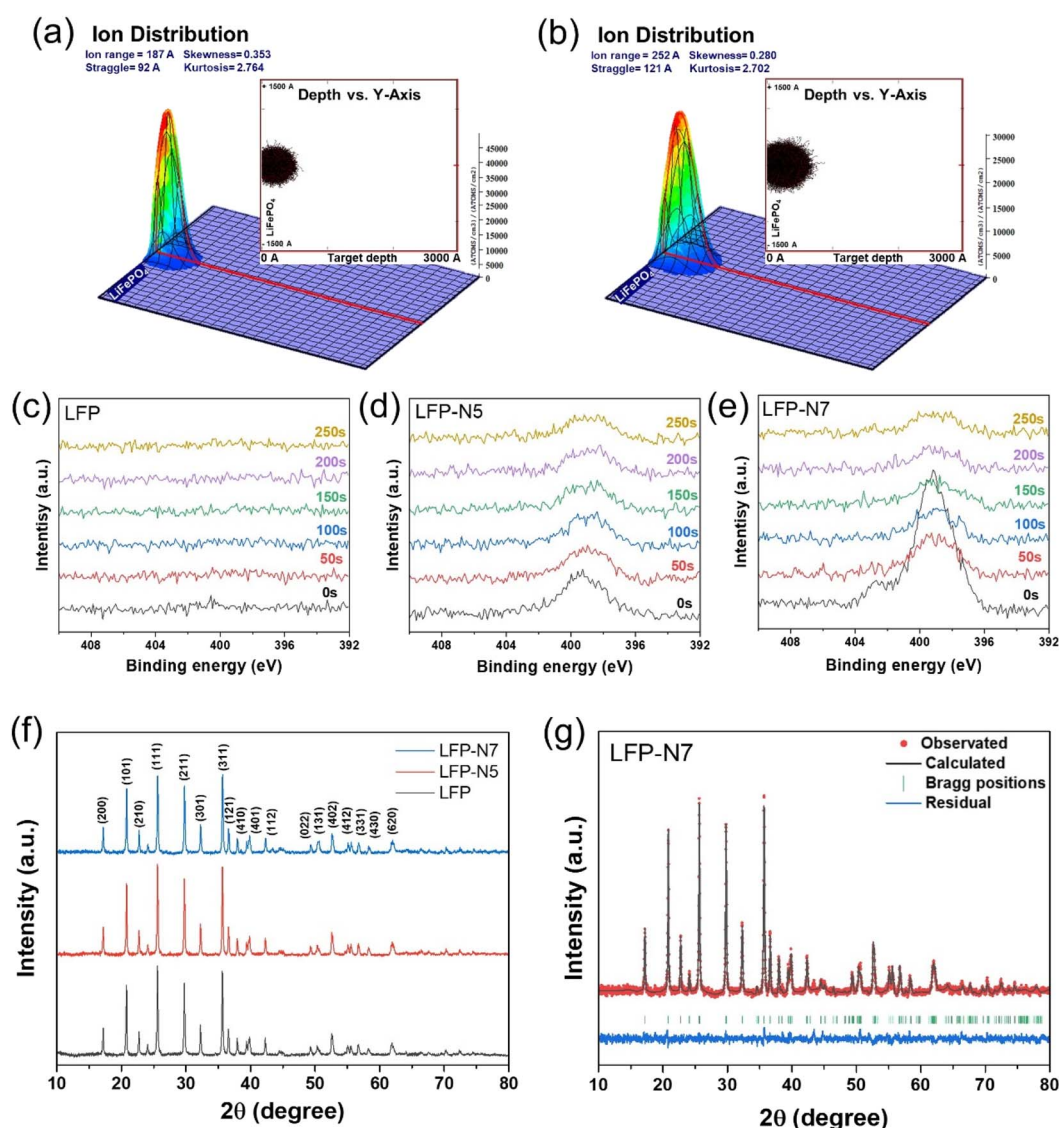 (a) Ion Distribution
Ion range = 187 A Skewness= 0.353
Straggle= 92 A Kurtosis= 2.764
+ 1500 A
Depth vs. Y-Axis
LiFePO4
- 1500 A
0 A Target depth 3000 A
45000
40000
35000
30000
25000
20000
15000
10000
5000
0
(ATOMS/cm3) / (ATOMS/cm2)
LiFePO4
(b) Ion Distribution
Ion range = 252 A Skewness= 0.280
Straggle= 121 A Kurtosis= 2.702
+ 1500 A
Depth vs. Y-Axis
LiFePO4
- 1500 A
0 A Target depth 3000 A
30000
25000
20000
15000
10000
5000
0
(ATOMS/cm3) / (ATOMS/cm2)
LiFePO4
(c)
LFP
250s
200s
150s
100s
50s
0s
Intentisy (a.u.)
408 404 400 396 392
Binding energy (eV)
(d)
LFP-N5
250s
200s
150s
100s
50s
0s
Intensity (a.u.)
408 404 400 396 392
Binding energy (eV)
(e)
LFP-N7
250s
200s
150s
100s
50s
0s
Intensity (a.u.)
408 404 400 396 392
Binding energy (eV)
(f)
LFP-N7
LFP-N5
LFP
(200) (101) (210) (111) (211) (301) (311) (121) (410) (401) (112) (022) (131) (402) (412) (331) (430) (620)
Intensity (a.u.)
10 20 30 40 50 60 70 80
2θ (degree)
(g)
LFP-N7
Observated
Calculated
Bragg positions
Residual
Intensity (a.u.)
10 20 30 40 50 60 70 80
2θ (degree)